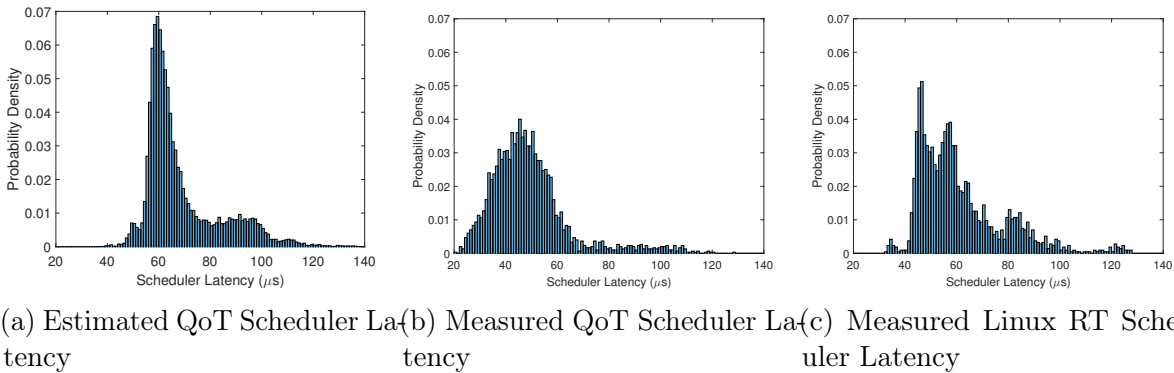 0.07
0.06
0.05
0.04
0.03
0.02
0.01
0
Probability Density
20 40 60 80 100 120 140
Scheduler Latency (μs)
0.07
0.06
0.05
0.04
0.03
0.02
0.01
0
Probability Density
20 40 60 80 100 120 140
Scheduler Latency (μs)
0.07
0.06
0.05
0.04
0.03
0.02
0.01
0
Probability Density
20 40 60 80 100 120 140
Scheduler Latency (μs)
(a) Estimated QoT Scheduler La-
tency
(b) Measured QoT Scheduler La-
tency
(c) Measured Linux RT Sche
uler Latency